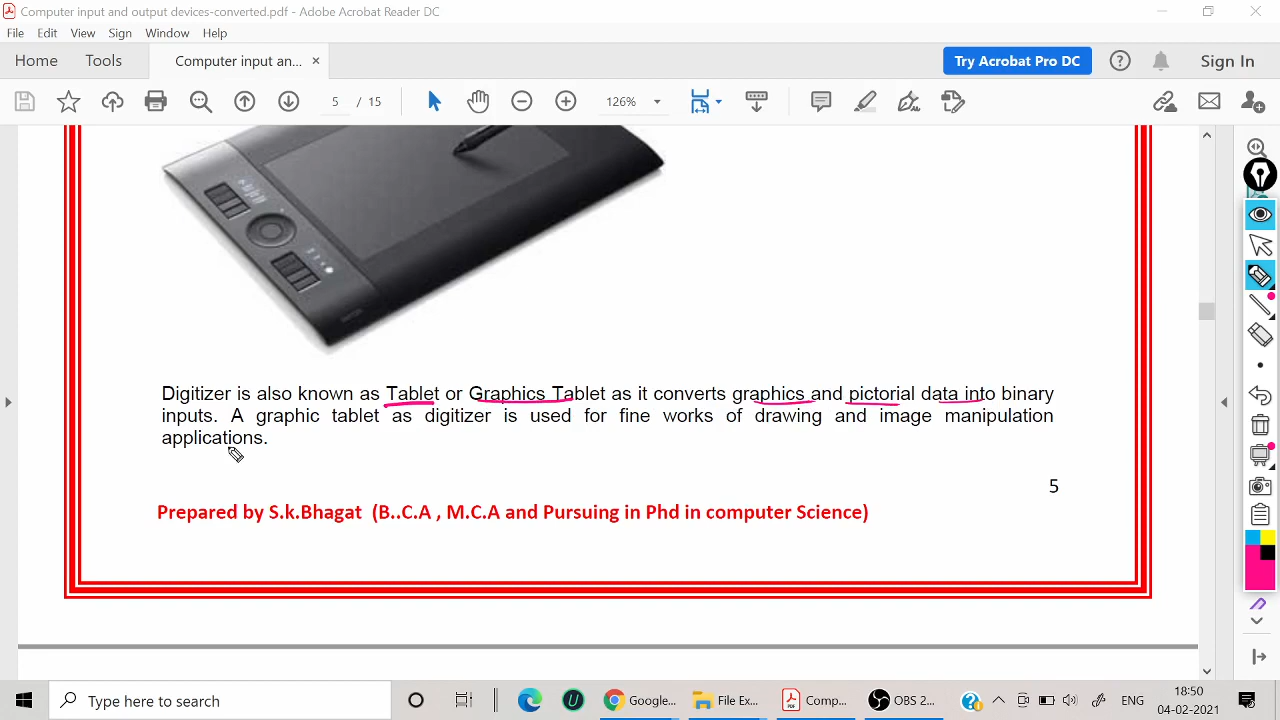 Computer input and output devices-converted.pdf - Adobe Acrobat Reader DC
File Edit View Sign Window Help
Home Tools Computer input an... × Try Acrobat Pro DC Sign In
5 / 15 126%
Digitizer is also known as Tablet or Graphics Tablet as it converts graphics and pictorial data into binary
inputs. A graphic tablet as digitizer is used for fine works of drawing and image manipulation
applications.
5
Prepared by S.k.Bhagat (B..C.A , M.C.A and Pursuing in Phd in computer Science)
Type here to search Google... File Ex... Comp... OBS 2... ENG 18:50
04-02-2021